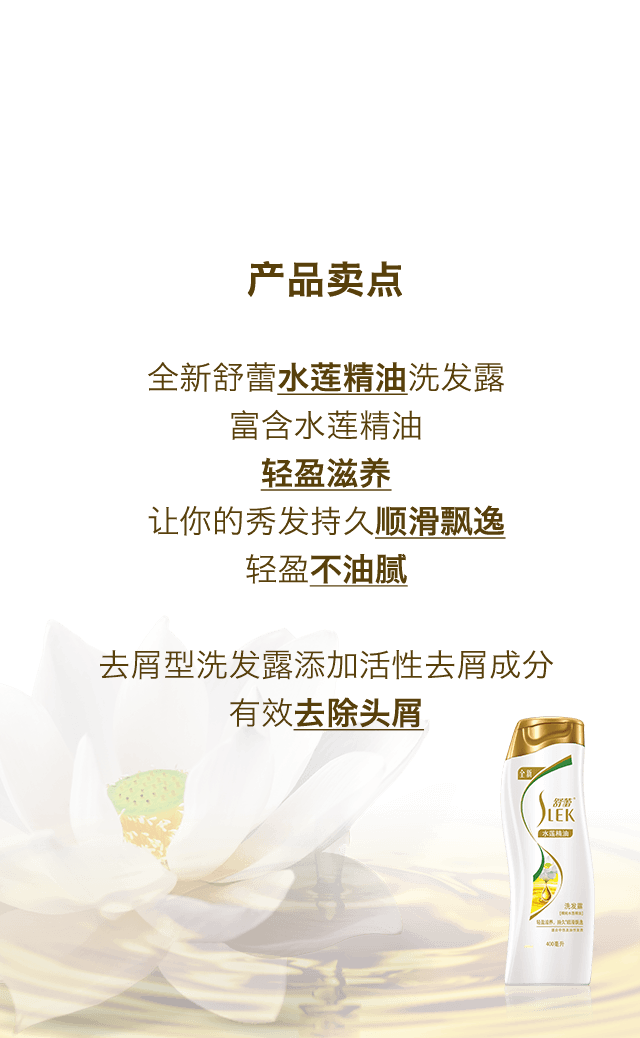 产品卖点
全新舒蕾水莲精油洗发露
富含水莲精油
轻盈滋养
让你的秀发持久顺滑飘逸
轻盈不油腻
去屑型洗发露添加活性去屑成分
有效去除头屑
全新
舒蕾
SLEK
水莲精油
洗发露
400毫升